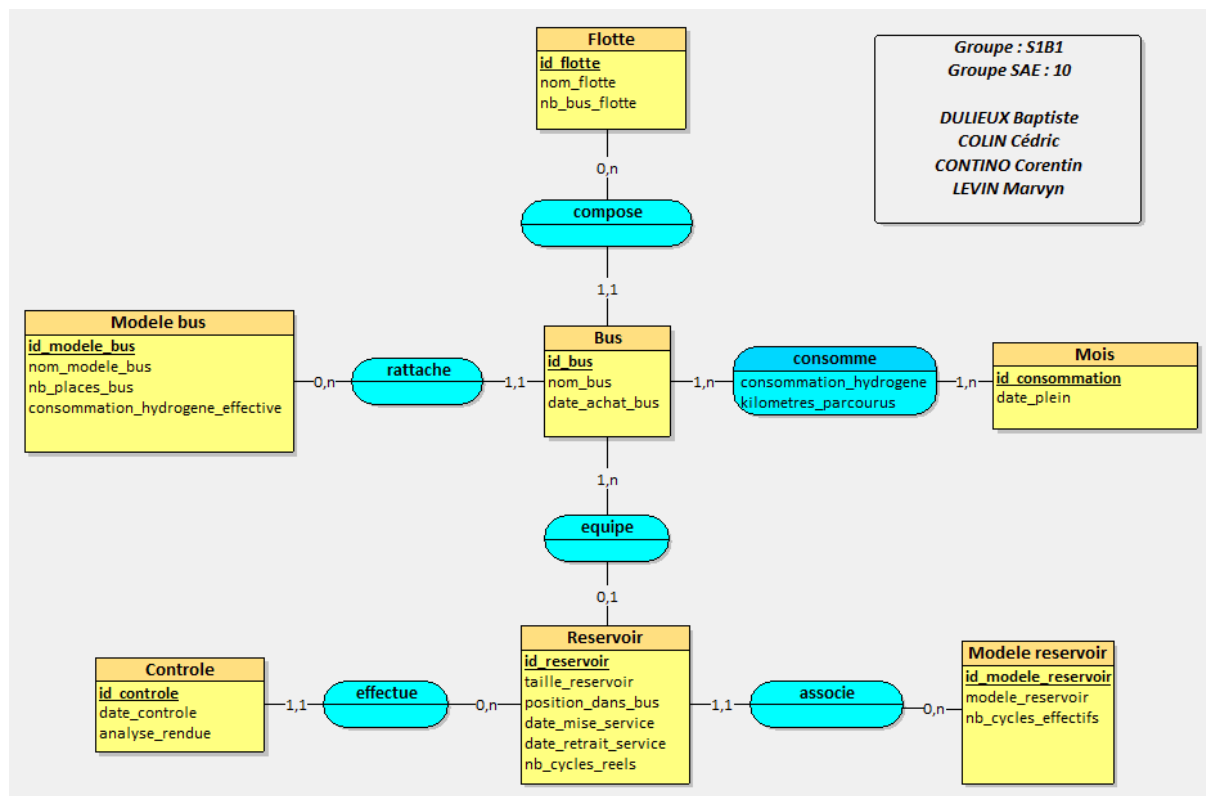 Flotte
id_flotte
nom_flotte
nb_bus_flotte
Groupe : S1B1
Groupe SAE : 10
DULIEUX Baptiste
COLIN Cédric
CONTINO Corentin
LEVIN Marvyn
0,n
compose
1,1
Modele bus
id_modele_bus
nom_modele_bus
nb_places_bus
consommation_hydrogene_effective
0,n
rattache
1,1
Bus
id_bus
nom_bus
date_achat_bus
1,n
consomme
consommation_hydrogene
kilometres_parcourus
1,n
Mois
id_consommation
date_plein
1,n
equipe
0,1
Controle
id_controle
date_controle
analyse_rendue
1,1
effectue
0,n
Reservoir
id_reservoir
taille_reservoir
position_dans_bus
date_mise_service
date_retrait_service
nb_cycles_reels
1,1
associe
0,n
Modele reservoir
id_modele_reservoir
modele_reservoir
nb_cycles_effectifs